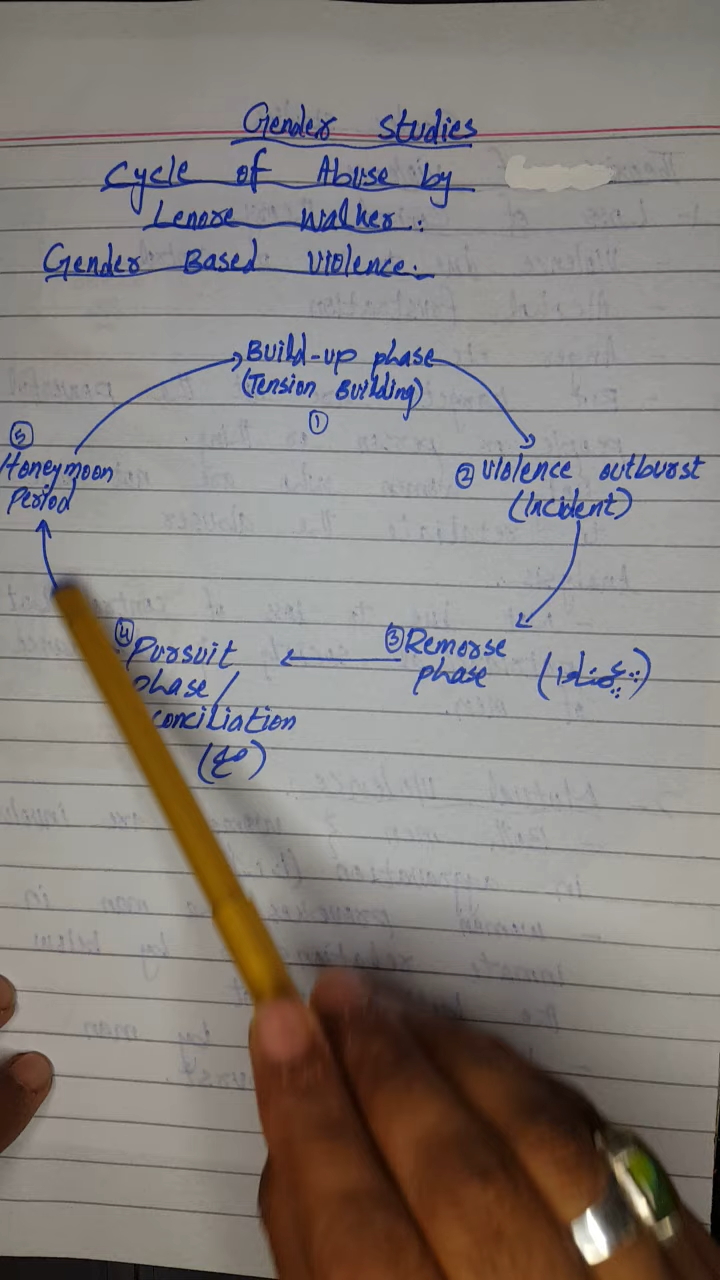 Gender Studies
Cycle of Abuse by
Lenore Walker.
Gender Based Violence.
Build-up phase
(Tension Building)
①
⑤
Honeymoon
Period
② Violence outburst
(Incident)
③ Remorse
phase
④ Pursuit
phase/
conciliation
(صلح)